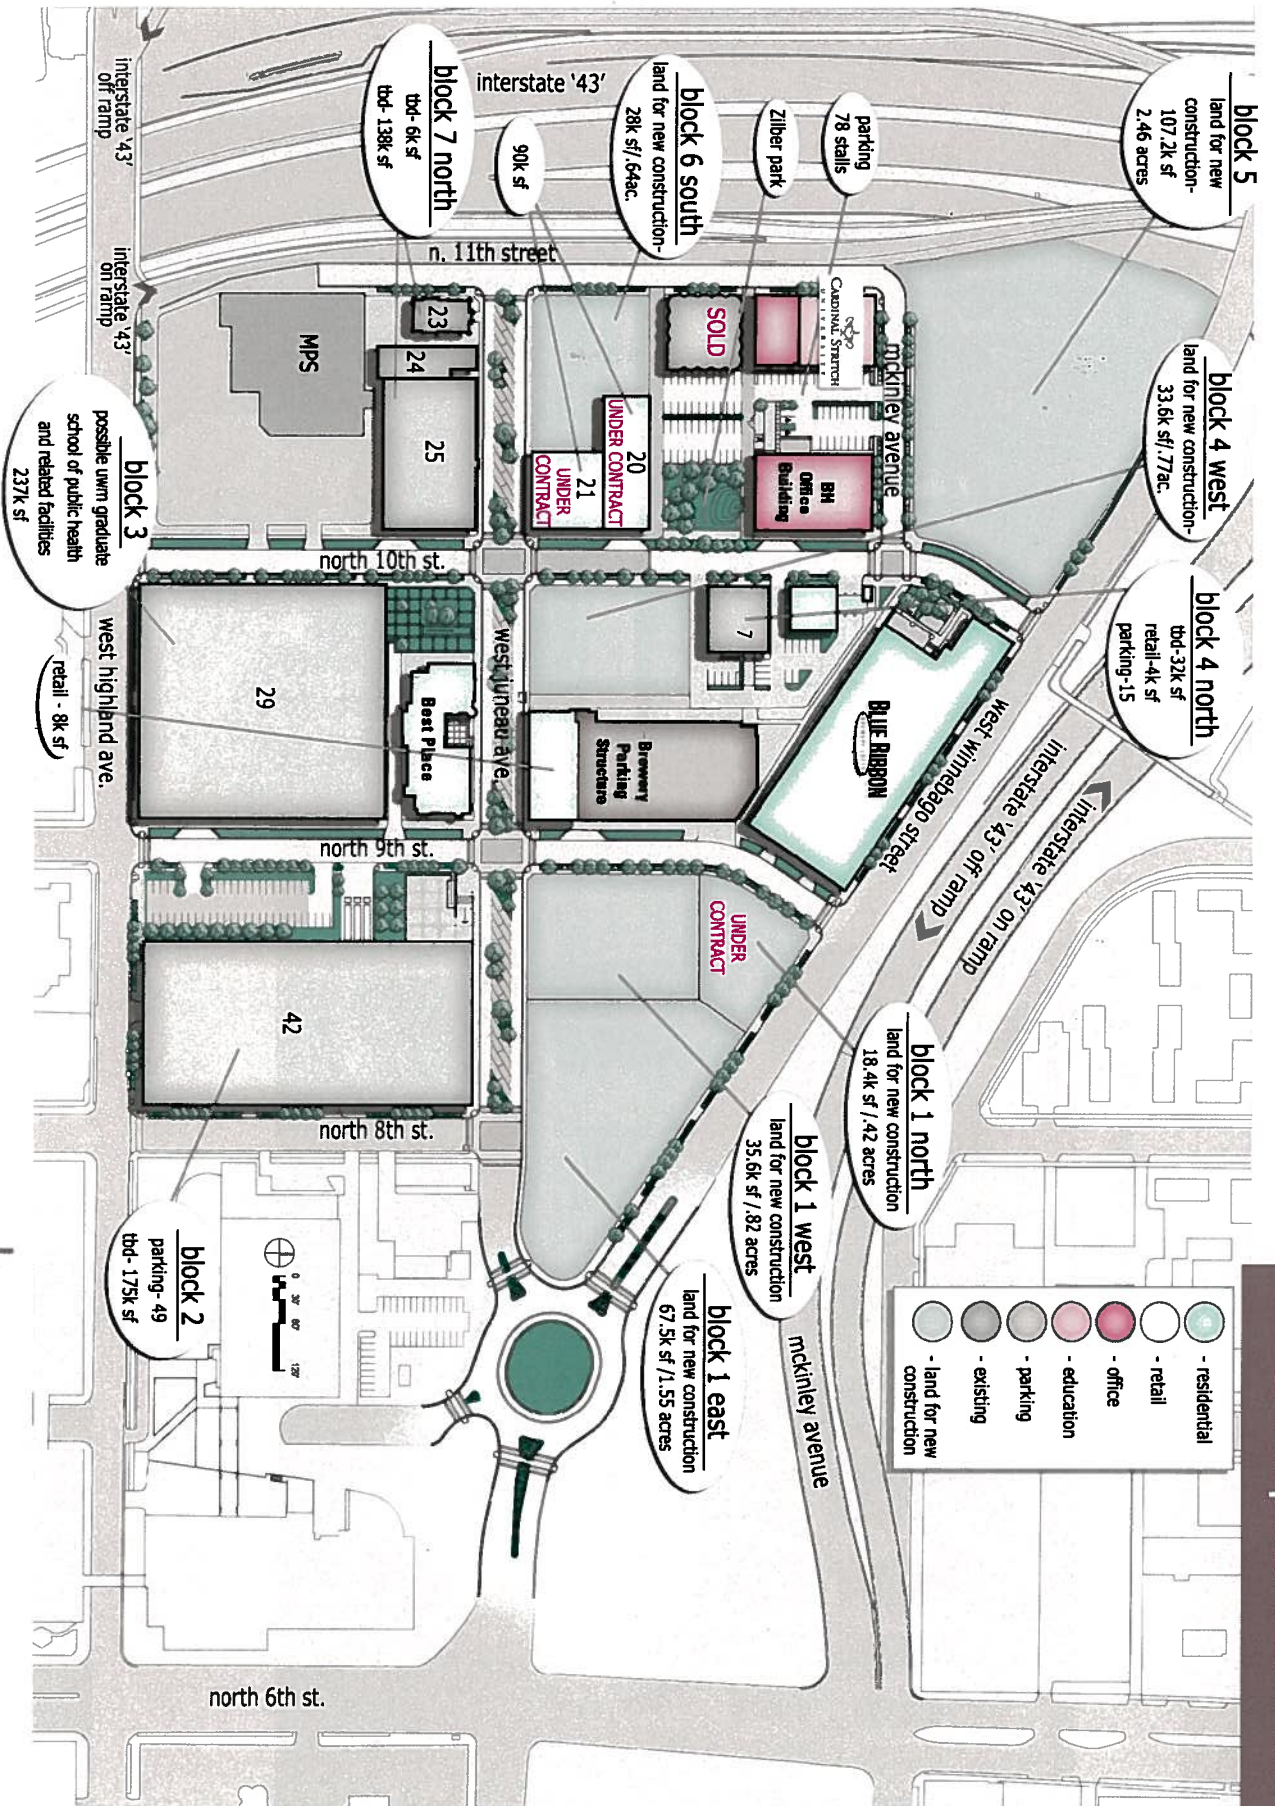 block 5
land for new
construction-
107.2k sf
2.46 acres
block 4 west
land for new construction-
33.6k sf/.77ac.
block 4 north
tbd-32k sf
retail-4k sf
parking-15
parking
78 stalls
Zilber park
block 6 south
land for new construction-
28k sf/.64ac.
90k sf
block 7 north
tbd- 6k sf
tbd- 138k sf
interstate '43'
interstate '43'
off ramp
interstate '43'
on ramp
n. 11th street
CARDINAL STRITCH
UNIVERSITY
mckinley avenue
SOLD
BH
Office
Building
20
UNDER CONTRACT
21
UNDER
CONTRACT
23
24
25
MPS
north 10th st.
block 3
possible uwm graduate
school of public health
and related facilities
237k sf
retail - 8k sf
west highland ave.
29
Best Place
west juneau ave.
7
Brewery
Parking
Structure
BLUE RIBBON
west winnebago street
interstate '43' off ramp
interstate '43' on ramp
north 9th st.
42
UNDER
CONTRACT
north 8th st.
block 1 north
land for new construction
18.4k sf /.42 acres
block 1 west
land for new construction
35.6k sf /.82 acres
block 1 east
land for new construction
67.5k sf /1.55 acres
block 2
parking- 49
tbd- 175k sf
0 30' 60' 120'
mckinley avenue
- residential
- retail
- office
- education
- parking
- existing
- land for new
construction
north 6th st.